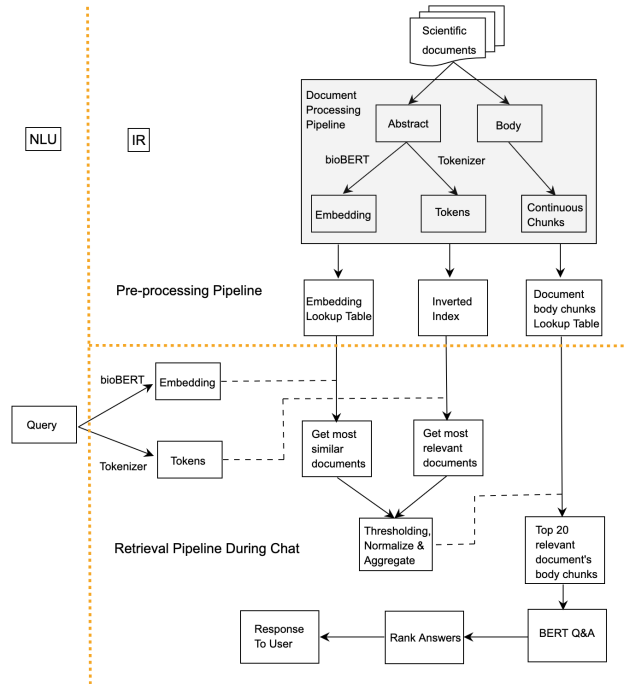 Scientific
documents
Document
Processing
Pipeline
Abstract
Body
NLU
IR
bioBERT
Tokenizer
Embedding
Tokens
Continuous
Chunks
Pre-processing Pipeline
Embedding
Lookup Table
Inverted
Index
Document
body chunks
Lookup Table
bioBERT
Embedding
Query
Tokenizer
Tokens
Get most
similar
documents
Get most
relevant
documents
Retrieval Pipeline During Chat
Thresholding,
Normalize &
Aggregate
Top 20
relevant
document's
body chunks
Response
To User
Rank Answers
BERT Q&A